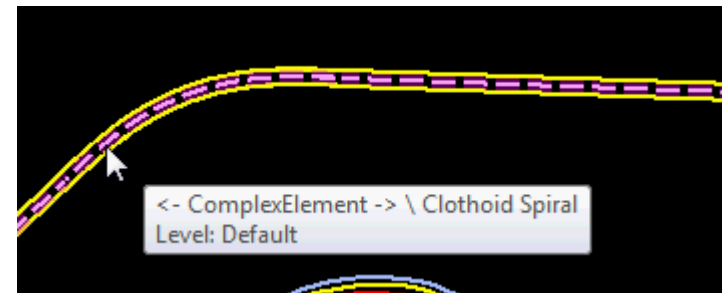 <- ComplexElement -> \ Clothoid Spiral
Level: Default